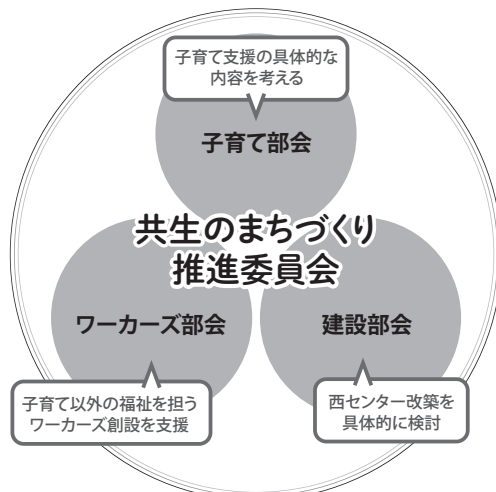 子育て支援の具体的な
内容を考える
子育て部会
共生のまちづくり
推進委員会
ワーカーズ部会
建設部会
子育て以外の福祉を担う
ワーカーズ創設を支援
西センター改築を
具体的に検討